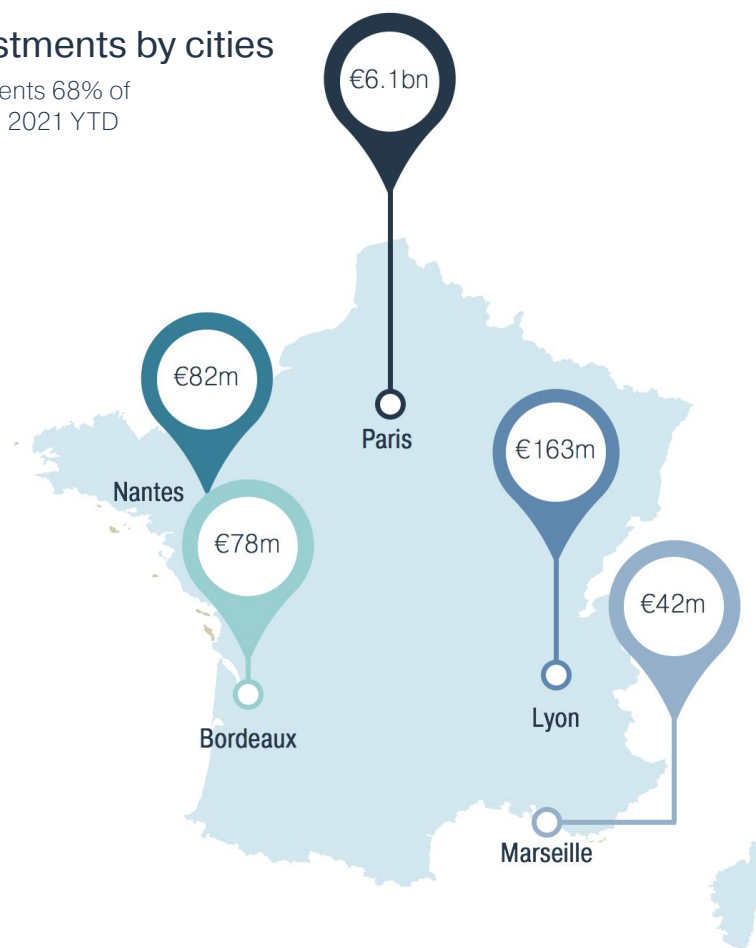 stments by cities
ents 68% of
2021 YTD
€6.1bn
€82m
Paris
€163m
Nantes
€78m
€42m
Lyon
Bordeaux
Marseille